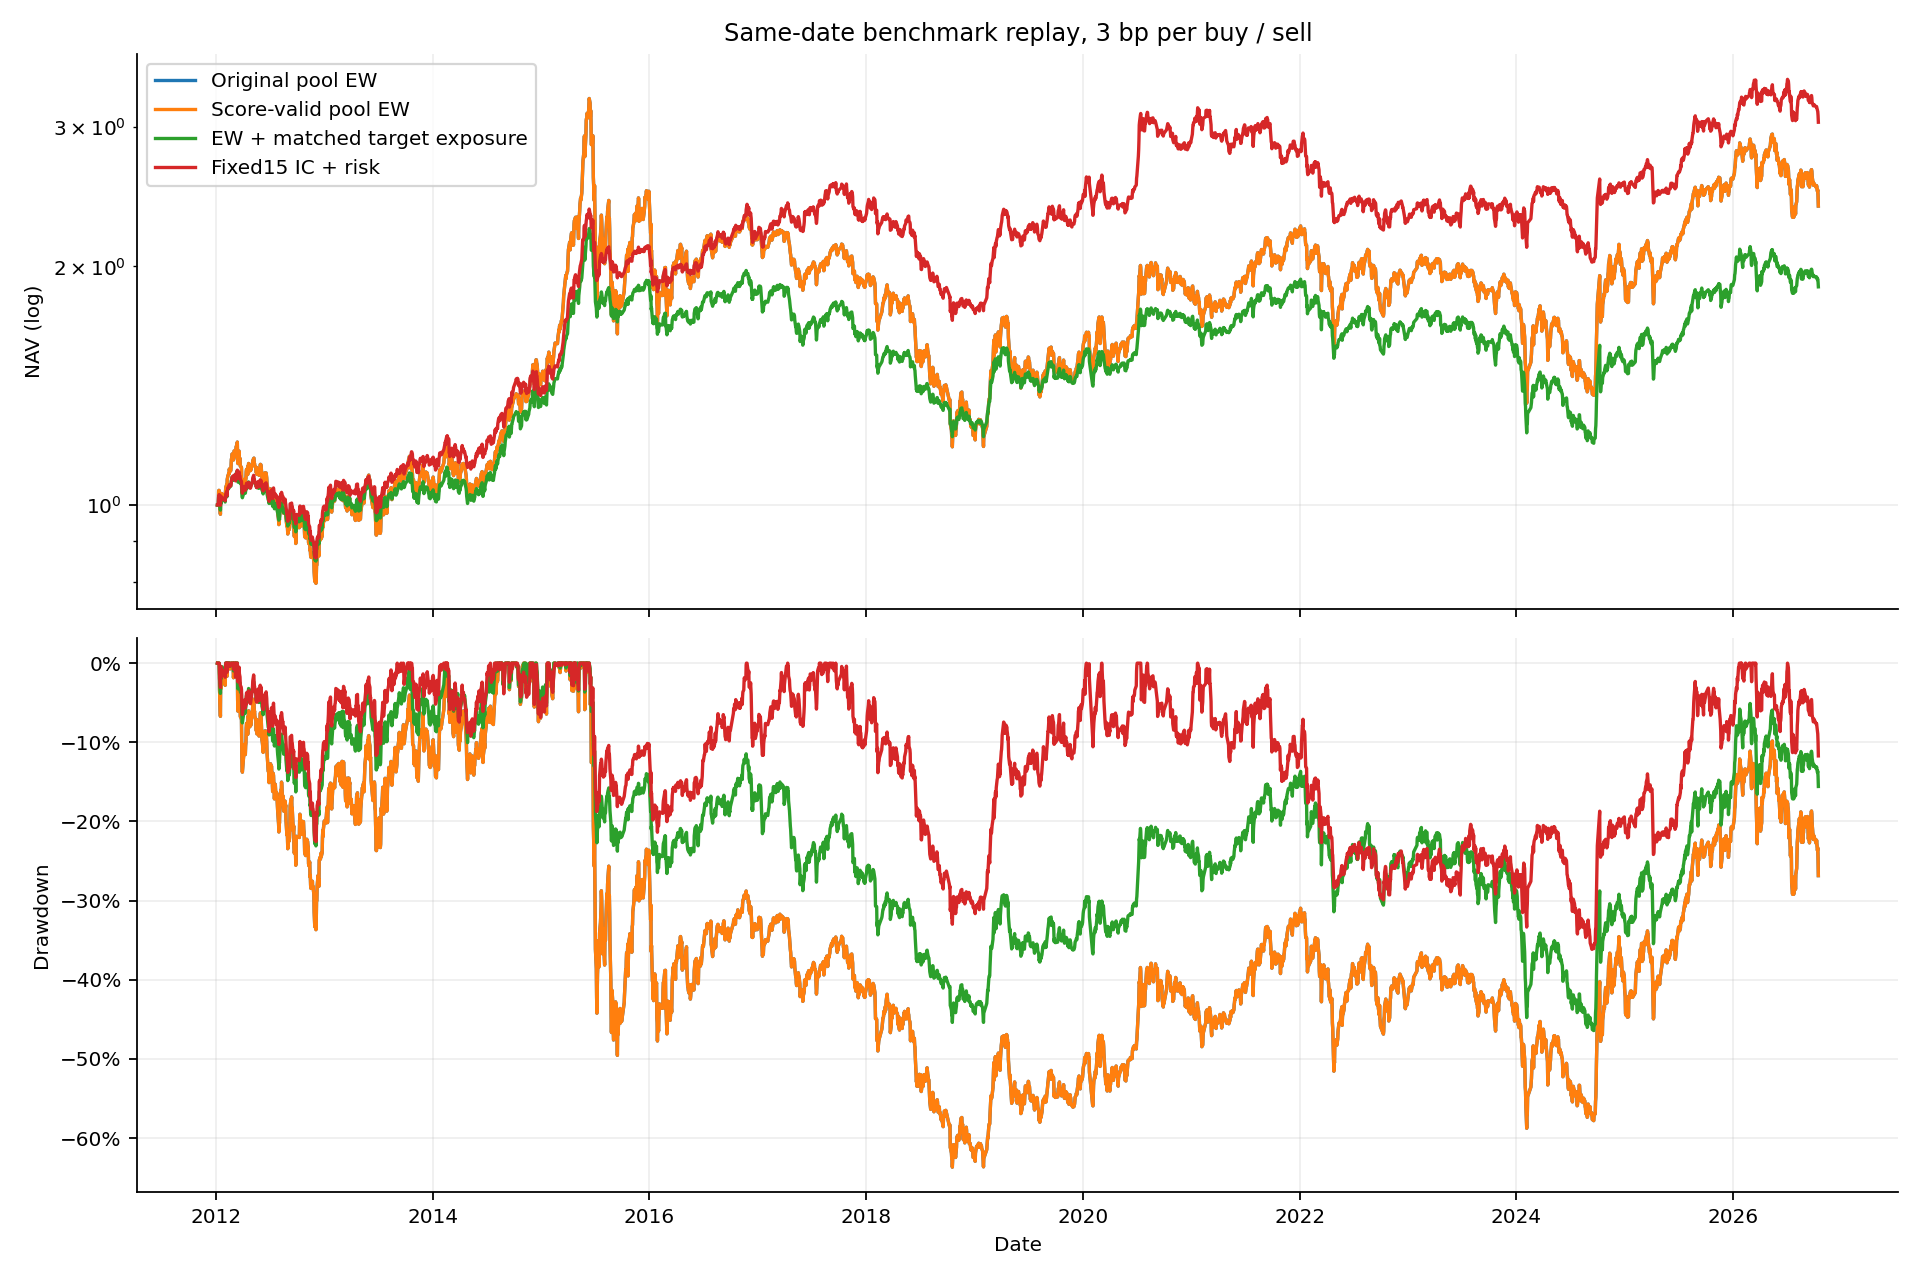 Same-date benchmark replay, 3 bp per buy / sell
Original pool EW
Score-valid pool EW
EW + matched target exposure
Fixed15 IC + risk
NAV (log)
3 × 10⁰
2 × 10⁰
10⁰
Drawdown
0%
−10%
−20%
−30%
−40%
−50%
−60%
2012 2014 2016 2018 2020 2022 2024 2026
Date